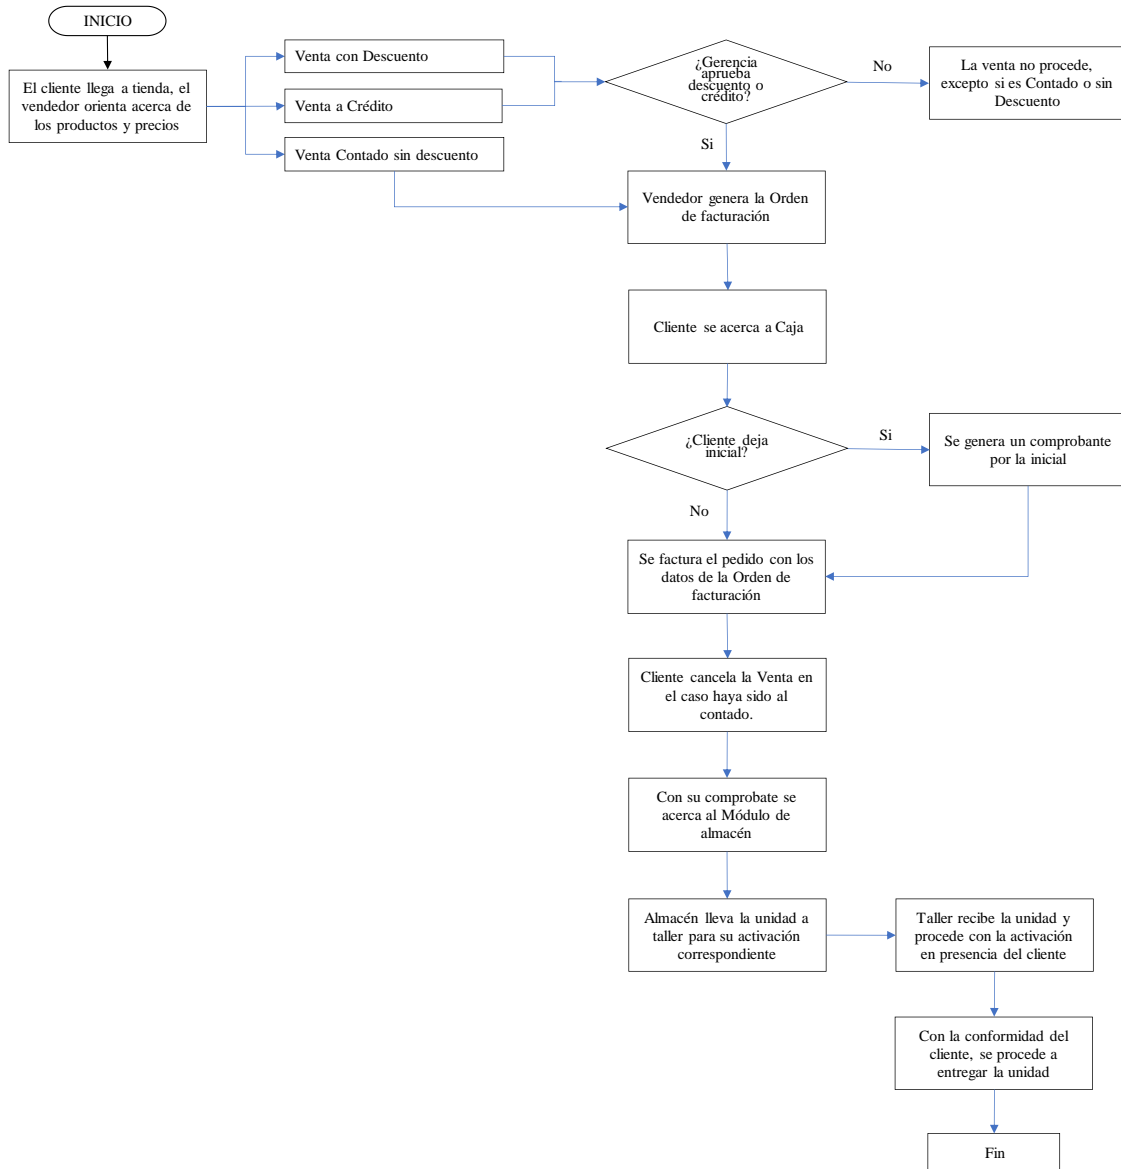 INICIO
El cliente llega a tienda, el
vendedor orienta acerca de
los productos y precios
Venta con Descuento
Venta a Crédito
Venta Contado sin descuento
¿Gerencia
aprueba
descuento o
crédito?
No
La venta no procede,
excepto si es Contado o sin
Descuento
Si
Vendedor genera la Orden
de facturación
Cliente se acerca a Caja
¿Cliente deja
inicial?
Si
Se genera un comprobante
por la inicial
No
Se factura el pedido con los
datos de la Orden de
facturación
Cliente cancela la Venta en
el caso haya sido al
contado.
Con su comprobate se
acerca al Módulo de
almacén
Almacén lleva la unidad a
taller para su activación
correspondiente
Taller recibe la unidad y
procede con la activación
en presencia del cliente
Con la conformidad del
cliente, se procede a
entregar la unidad
Fin